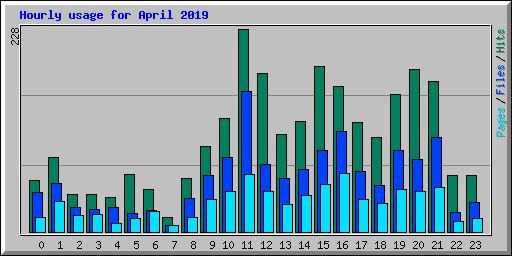 Hourly usage for April 2019
228
Pages / Files / Hits
0 1 2 3 4 5 6 7 8 9 10 11 12 13 14 15 16 17 18 19 20 21 22 23